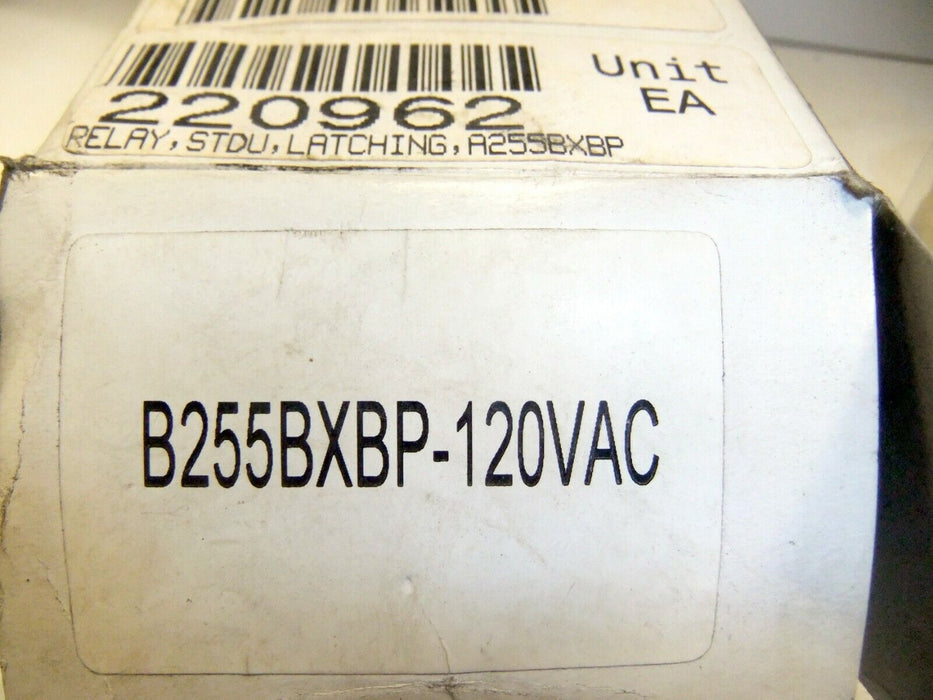 220962
Unit
EA
RELAY,STDU,LATCHING,A255BXBP
B255BXBP-120VAC